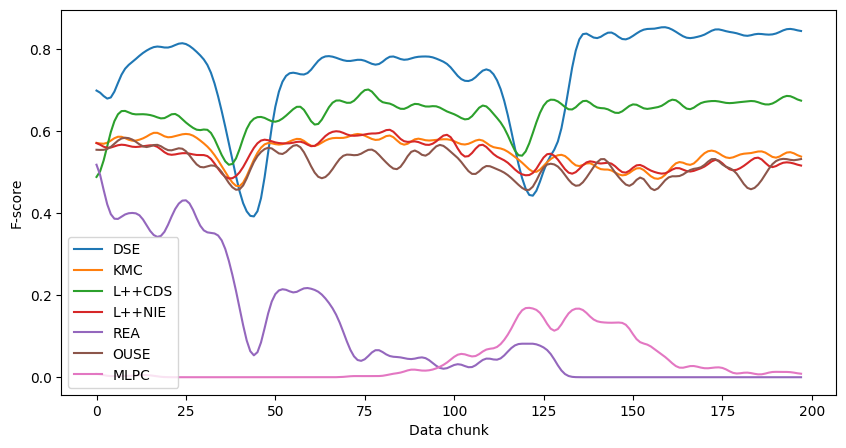 F-score
0.8
0.6
0.4
0.2
0.0
DSE
KMC
L++CDS
L++NIE
REA
OUSE
MLPC
0 25 50 75 100 125 150 175 200
Data chunk